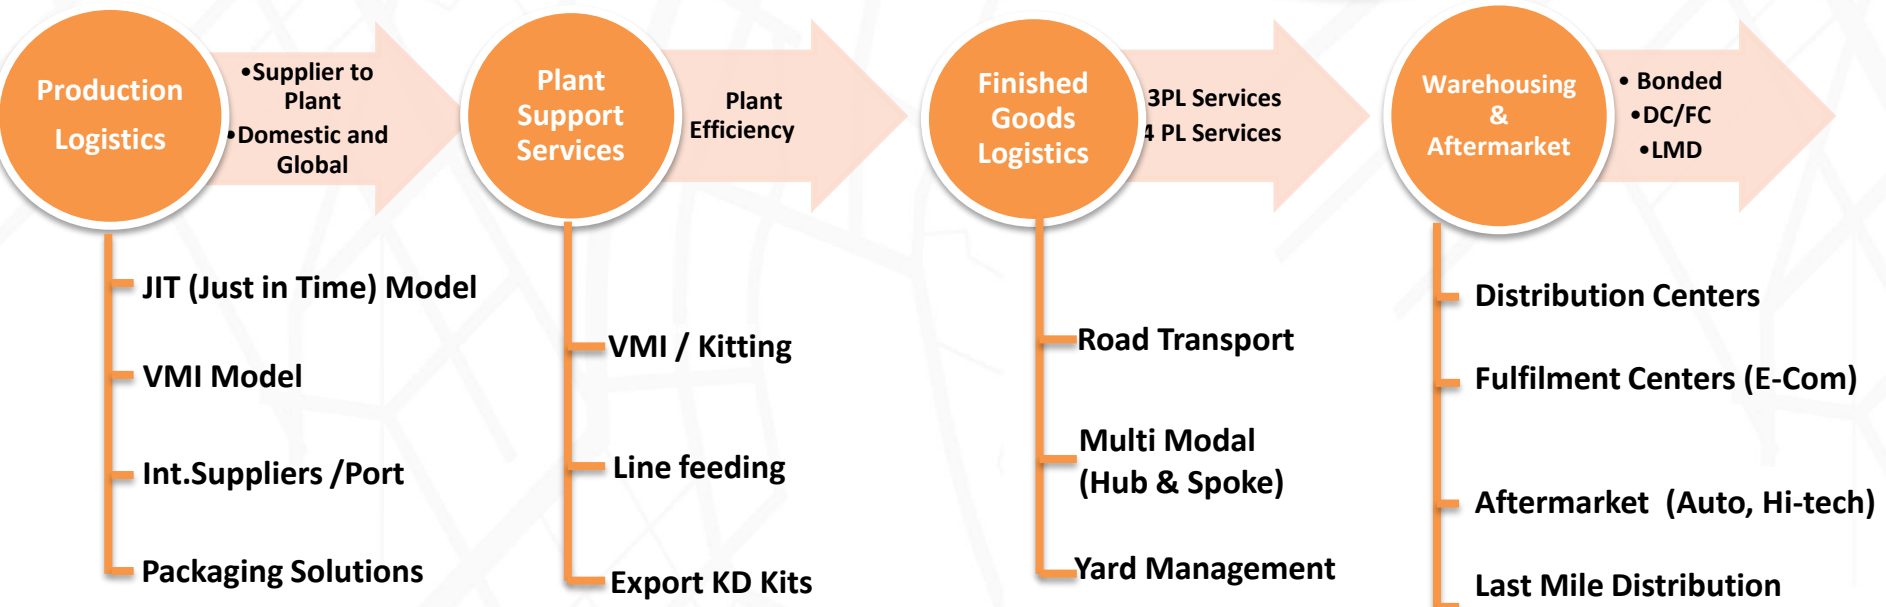 Production
Logistics
•Supplier to
Plant
•Domestic and
Global
JIT (Just in Time) Model
VMI Model
Int.Suppliers /Port
Packaging Solutions
Plant
Support
Services
Plant
Efficiency
VMI / Kitting
Line feeding
Export KD Kits
Finished
Goods
Logistics
3PL Services
4 PL Services
Road Transport
Multi Modal
(Hub & Spoke)
Yard Management
Warehousing
&
Aftermarket
• Bonded
•DC/FC
•LMD
Distribution Centers
Fulfilment Centers (E-Com)
Aftermarket  (Auto, Hi-tech)
Last Mile Distribution